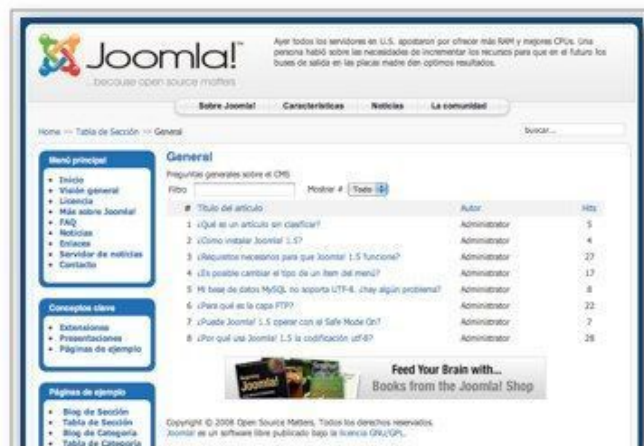 Joomla!™
...because open source matters
Ayer todos los servidores en U.S. apostaron por ofrecer más RAM y mejores CPUs. Una
persona habló sobre las necesidades de incrementar los recursos para que en el futuro los
buses de salida en las placas madre den optimos resultados.
Sobre Joomla! Características Noticias La comunidad
Home >> Tabla de Sección >> General
buscar...
Menú principal
Inicio
Visión general
Licencia
Más sobre Joomla!
FAQ
Noticias
Enlaces
Servidor de noticias
Contacto
Conceptos clave
Extensiones
Presentaciones
Páginas de ejemplo
Páginas de ejemplo
Blog de Sección
Tabla de Sección
Blog de Categoría
Tabla de Categoría
General
Preguntas generales sobre el CMS
Filtro Mostrar # Todo
# Título del artículo Autor Hits
1 ¿Qué es un artículo sin clasificar? Administrator 5
2 ¿Cómo instalar Joomla! 1.5? Administrator 4
3 ¿Requisitos necesarios para que Joomla! 1.5 funcione? Administrator 27
4 ¿Es posible cambiar el tipo de un ítem del menú? Administrator 17
5 Mi base de datos MySQL no soporta UTF-8. ¿hay algún problema? Administrator 8
6 ¿Para qué es la capa FTP? Administrator 22
7 ¿Puede Joomla! 1.5 operar con el Safe Mode On? Administrator 7
8 ¿Por qué usa Joomla! 1.5 la codificación utf-8? Administrator 28
Joomla!
Feed Your Brain with...
Books from the Joomla! Shop
Copyright © 2008 Open Source Matters. Todos los derechos reservados.
Joomla! es un software libre publicado bajo la licencia GNU/GPL.